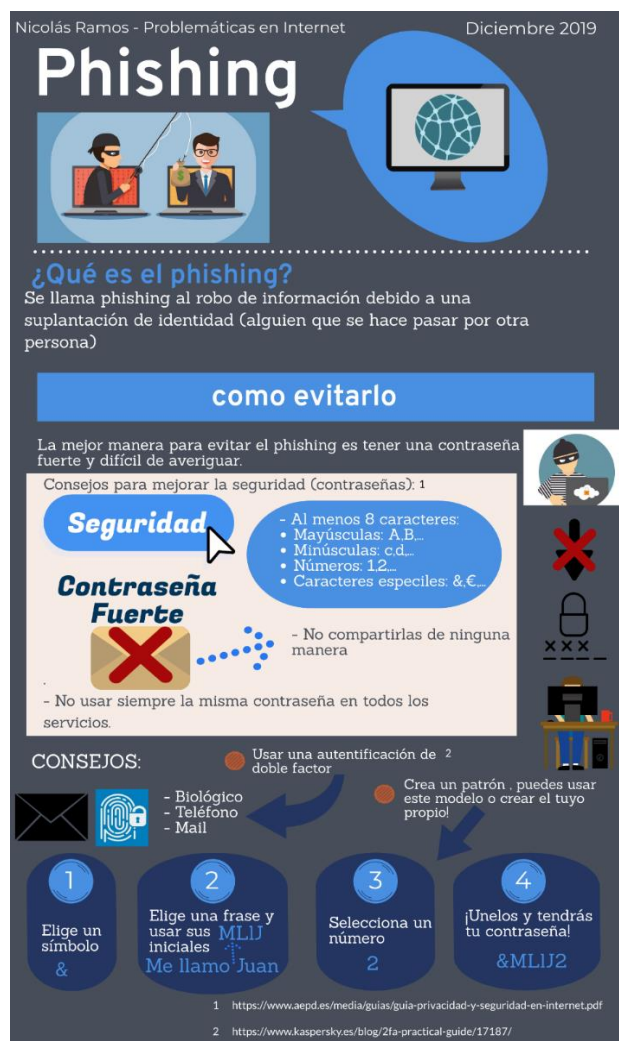 Nicolás Ramos - Problemáticas en Internet
Diciembre 2019
Phishing
¿Qué es el phishing?
Se llama phishing al robo de información debido a una
suplantación de identidad (alguien que se hace pasar por otra
persona)
como evitarlo
La mejor manera para evitar el phishing es tener una contraseña
fuerte y difícil de averiguar.
Consejos para mejorar la seguridad (contraseñas): 1
Seguridad
- Al menos 8 caracteres:
• Mayúsculas: A,B,...
• Minúsculas: c,d,...
• Números: 1,2,...
• Caracteres especiles: &,€,...
Contraseña
Fuerte
- No compartirlas de ninguna
manera
.
- No usar siempre la misma contraseña en todos los
servicios.
CONSEJOS:
Usar una autentificación de 2
doble factor
- Biológico
- Teléfono
- Mail
Crea un patrón , puedes usar
este modelo o crear el tuyo
propio!
1
Elige un
símbolo
&
2
Elige una frase y
usar sus MLlJ
iniciales
Me llamo Juan
3
Selecciona un
número
2
4
¡Unelos y tendrás
tu contraseña!
&MLlJ2
1 https://www.aepd.es/media/guias/guia-privacidad-y-seguridad-en-internet.pdf
2 https://www.kaspersky.es/blog/2fa-practical-guide/17187/